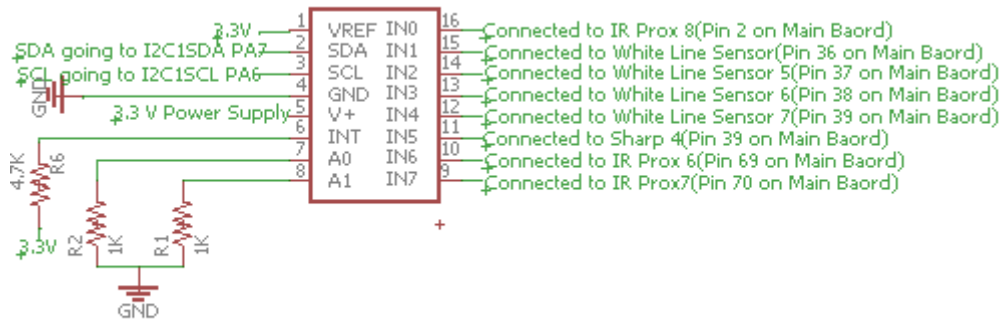 3.3V
SDA going to I2C1SDA PA7
SCL going to I2C1SCL PA6
GND
3.3 V Power Supply
1
2
3
4
5
6
7
8
VREF IN0
SDA IN1
SCL IN2
GND IN3
V+ IN4
INT IN5
A0 IN6
A1 IN7
16
15
14
13
12
11
10
9
Connected to IR Prox 8(Pin 2 on Main Baord)
Connected to White Line Sensor(Pin 36 on Main Baord)
Connected to White Line Sensor 5(Pin 37 on Main Baord)
Connected to White Line Sensor 6(Pin 38 on Main Baord)
Connected to White Line Sensor 7(Pin 39 on Main Baord)
Connected to Sharp 4(Pin 39 on Main Baord)
Connected to IR Prox 6(Pin 69 on Main Baord)
Connected to IR Prox7(Pin 70 on Main Baord)
4.7K
R6
3.3V
R2
1K
R1
1K
GND